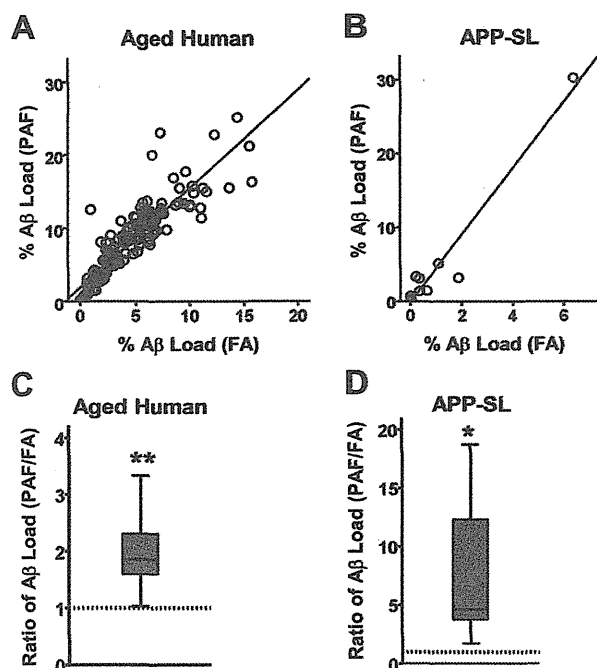 A
Aged Human
% Aβ Load (PAF)
30
20
10
0
0 5 10 15 20
% Aβ Load (FA)
B
APP-SL
% Aβ Load (PAF)
30
20
10
0
0 2 4 6
% Aβ Load (FA)
C
Aged Human
Ratio of Aβ Load (PAF/FA)
4
3
2
1
0
**
D
APP-SL
Ratio of Aβ Load (PAF/FA)
20
15
10
5
0
*